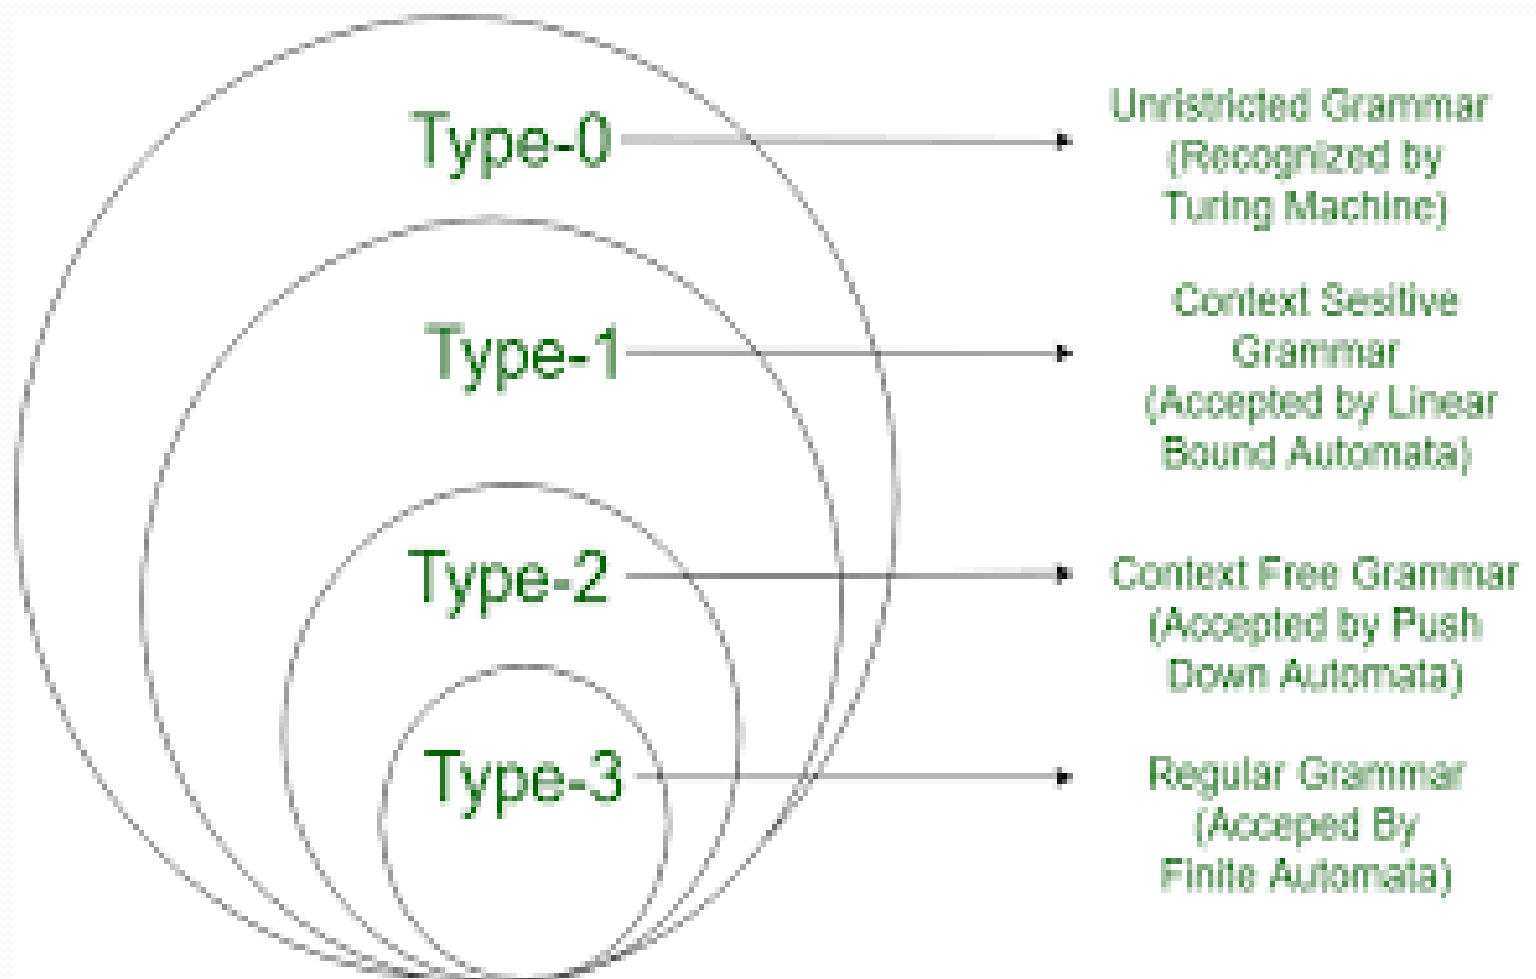 Type-0
Unristricted Grammar
(Recognized by
Turing Machine)
Type-1
Context Sesitive
Grammar
(Accepted by Linear
Bound Automata)
Type-2
Context Free Grammar
(Accepted by Push
Down Automata)
Type-3
Regular Grammar
(Acceped By
Finite Automata)